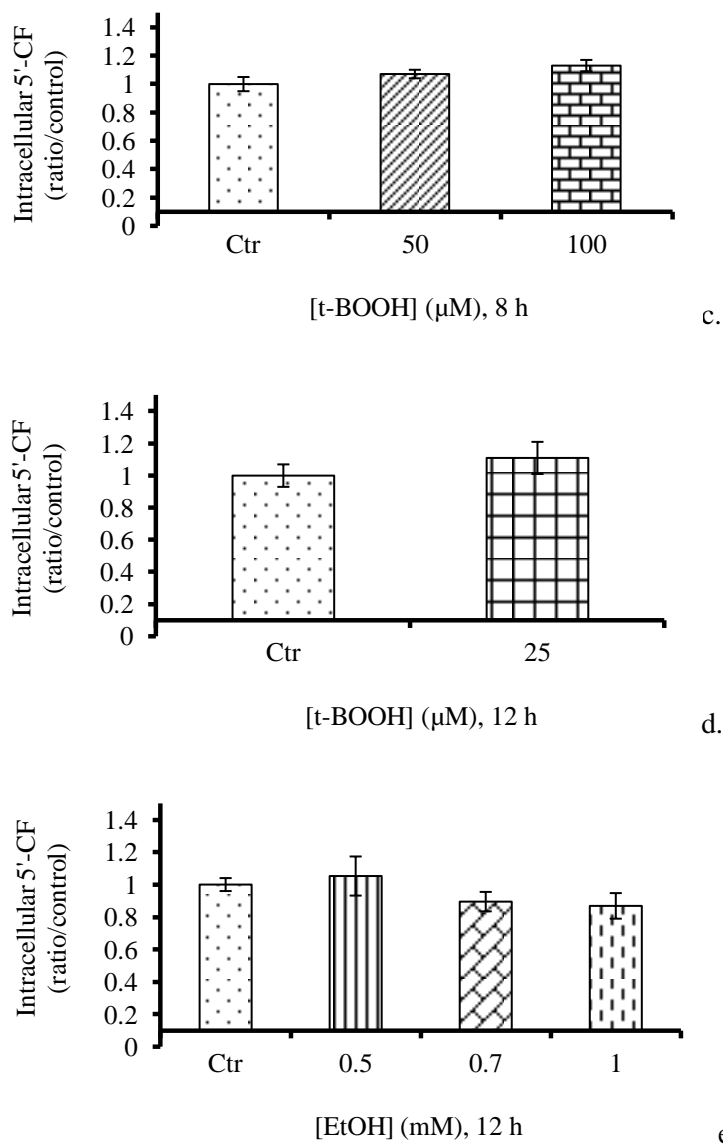 1.4
1.2
1
0.8
0.6
0.4
0.2
0
Intracellular 5'-CF
(ratio/control)
Ctr 50 100
[t-BOOH] (µM), 8 h
c.
1.4
1.2
1
0.8
0.6
0.4
0.2
0
Intracellular 5'-CF
(ratio/control)
Ctr 25
[t-BOOH] (µM), 12 h
d.
1.4
1.2
1
0.8
0.6
0.4
0.2
0
Intracellular 5'-CF
(ratio/control)
Ctr 0.5 0.7 1
[EtOH] (mM), 12 h
e